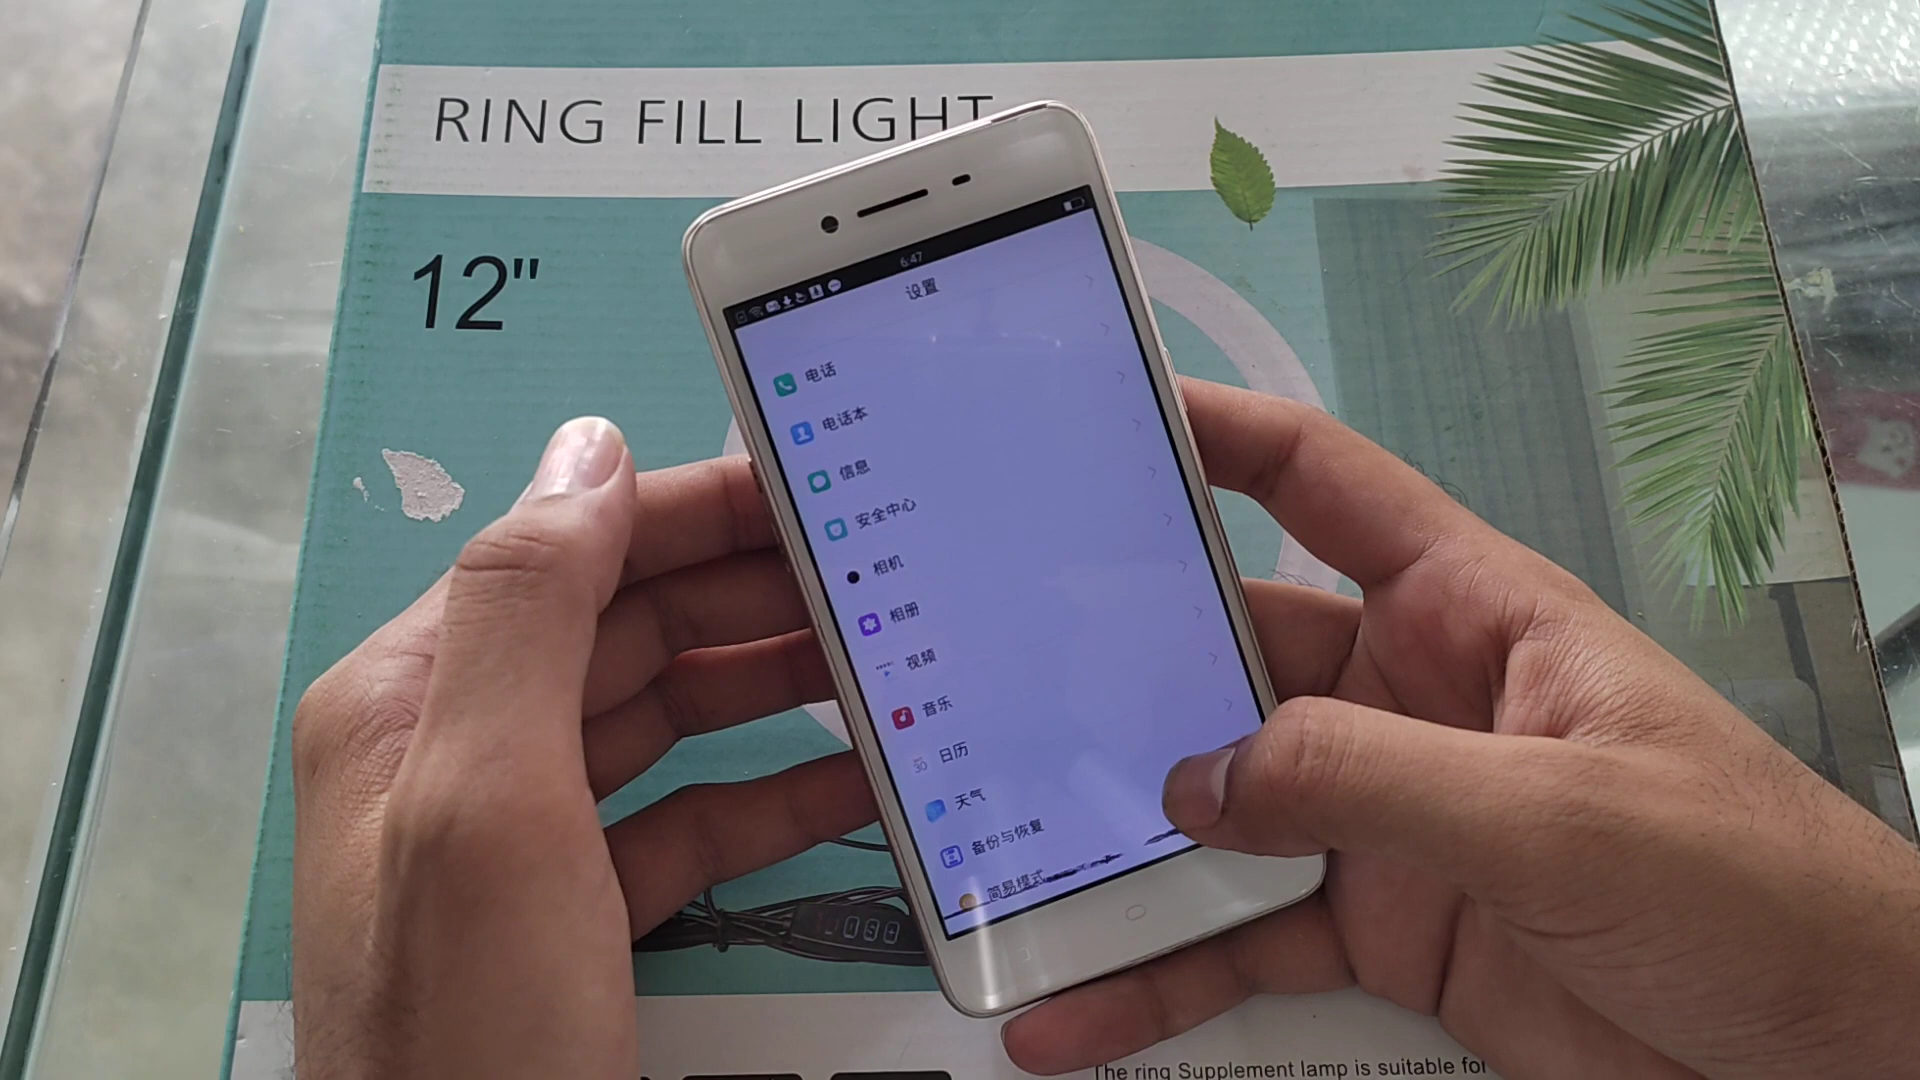 RING FILL LIGHT
12"
6:47
设置
电话
电话本
信息
安全中心
相机
相册
视频
音乐
30
日历
天气
备份与恢复
简易模式
The ring Supplement lamp is suitable for